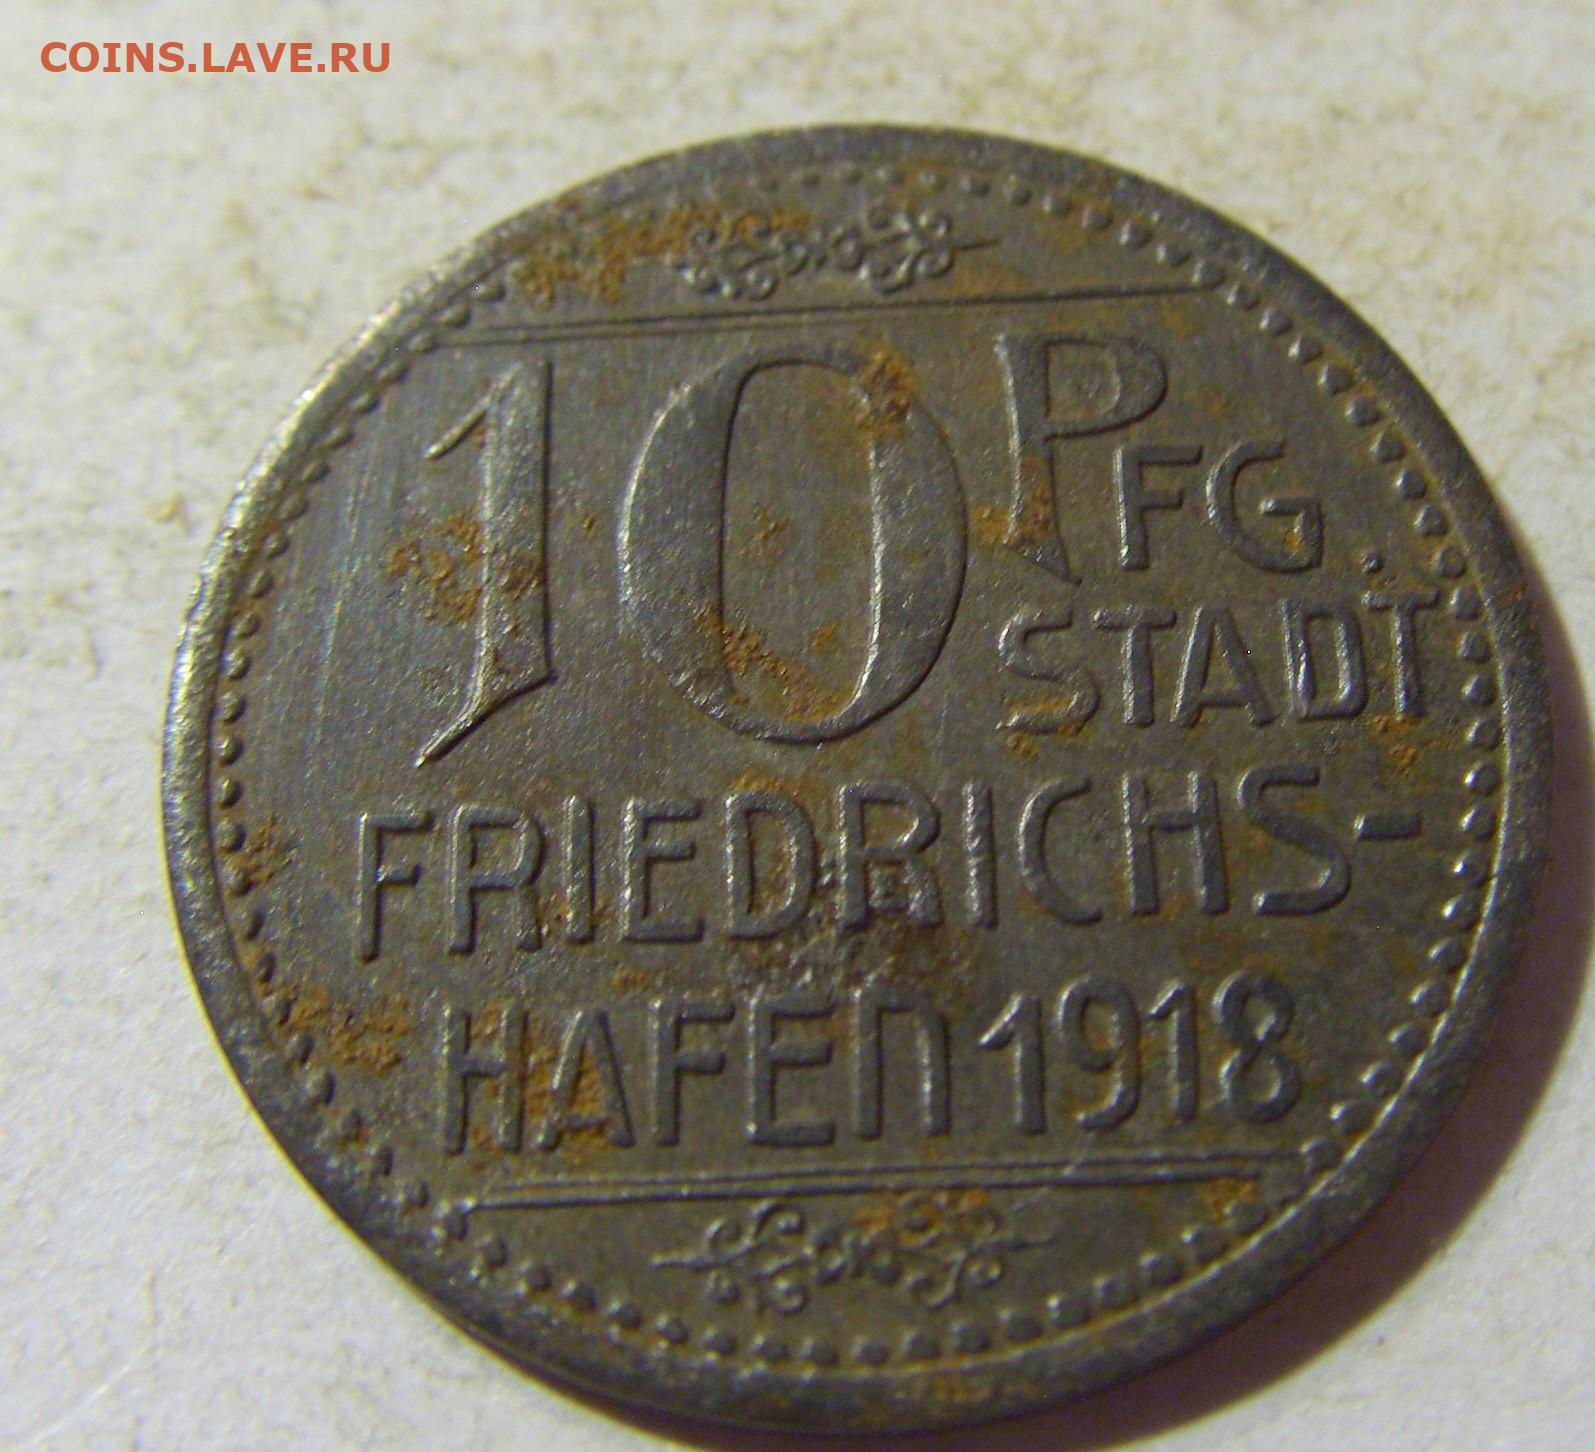 COINS.LAVE.RU
10 PFG.
STADT
FRIEDRICHS-
HAFEN 1918